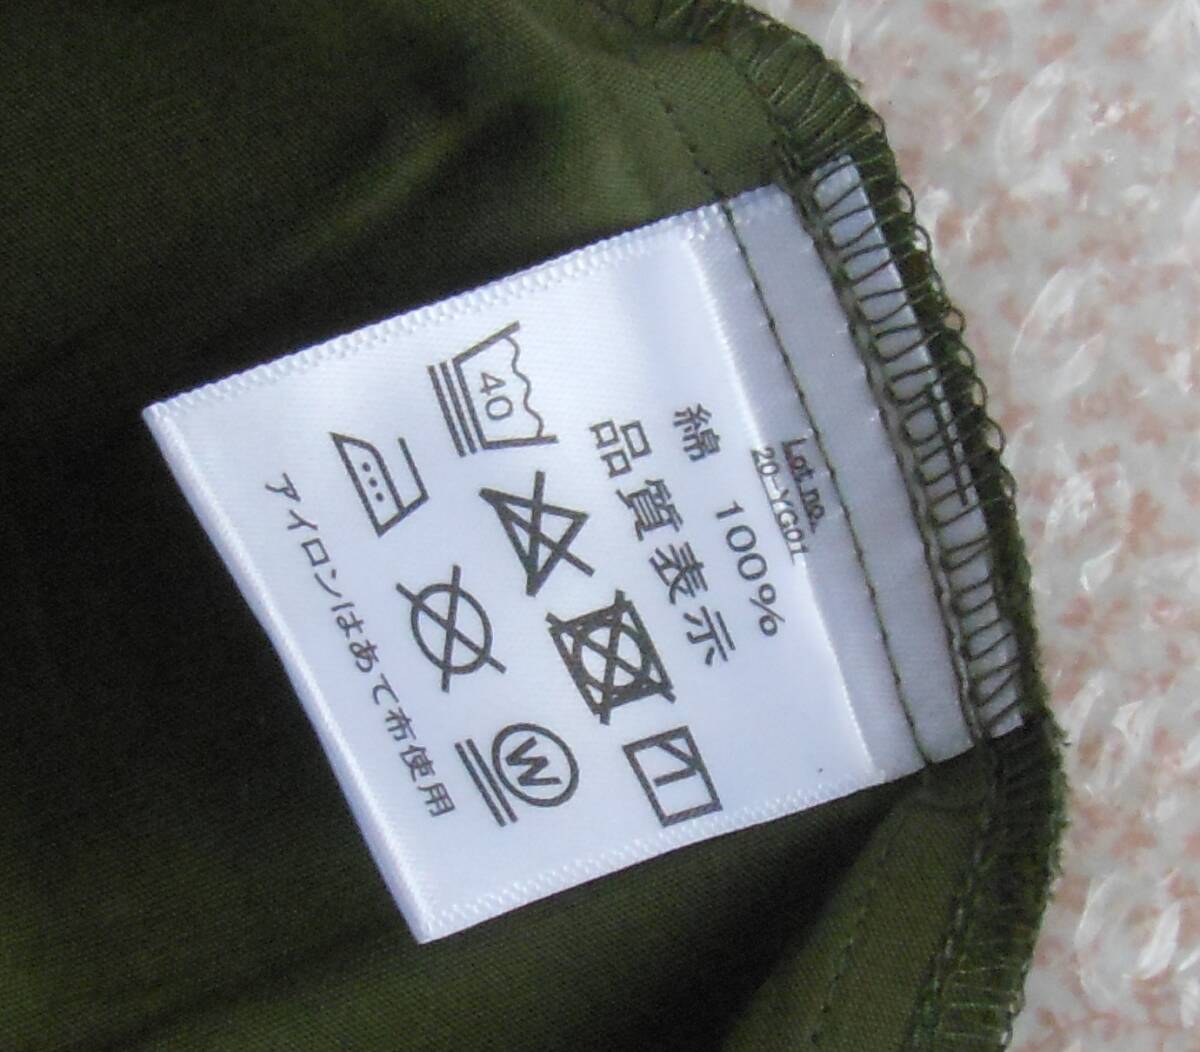 Lot no.
20-YG01
綿 100%
品質表示
40
W
アイロンはあて布使用